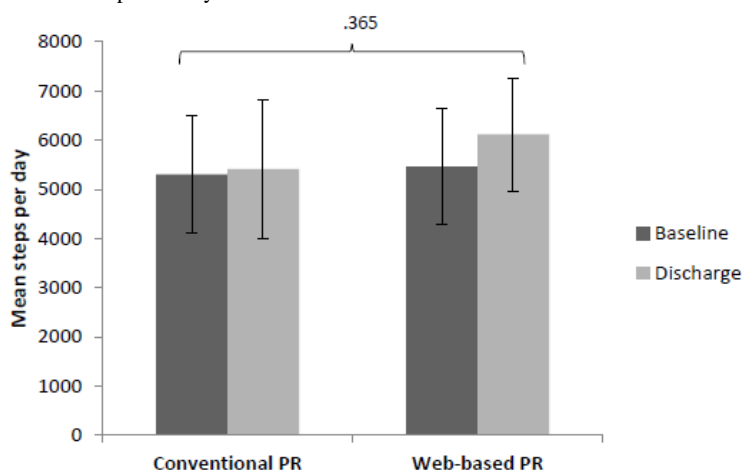 .365
8000
7000
6000
5000
4000
3000
2000
1000
0
Mean steps per day
Baseline
Discharge
Conventional PR
Web-based PR